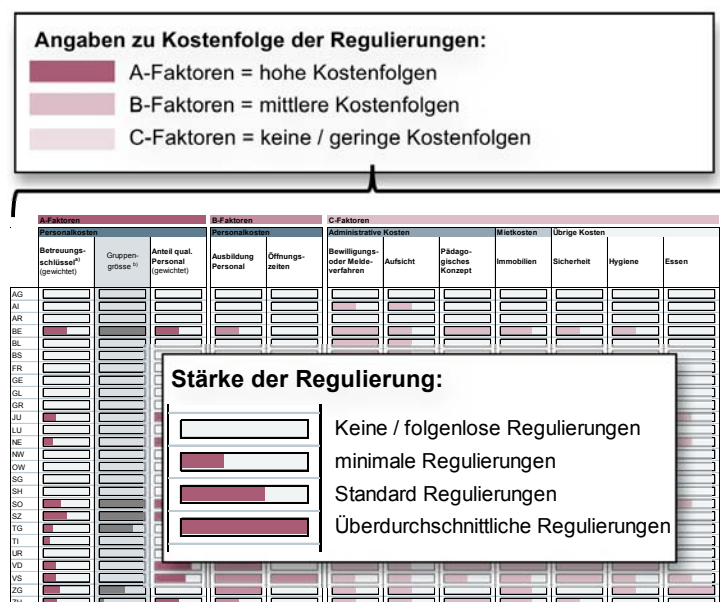 Angaben zu Kostenfolge der Regulierungen:
A-Faktoren = hohe Kostenfolgen
B-Faktoren = mittlere Kostenfolgen
C-Faktoren = keine / geringe Kostenfolgen
A-Faktoren B-Faktoren C-Faktoren
Personalkosten Personalkosten Administrative Kosten Mietkosten Übrige Kosten
Betreuungs-
schlüssel a)
(gewichtet)
Gruppen-
grösse b)
Anteil qual.
Personal
(gewichtet)
Ausbildung
Personal
Öffnungs-
zeiten
Bewilligungs-
oder Melde-
verfahren
Aufsicht
Pädago-
gisches
Konzept
Immobilien
Sicherheit
Hygiene
Essen
AG
AI
AR
BE
BL
BS
FR
GE
GL
GR
JU
LU
NE
NW
OW
SG
SH
SO
SZ
TG
TI
UR
VD
VS
ZG
ZH
Stärke der Regulierung:
Keine / folgenlose Regulierungen
minimale Regulierungen
Standard Regulierungen
Überdurchschnittliche Regulierungen